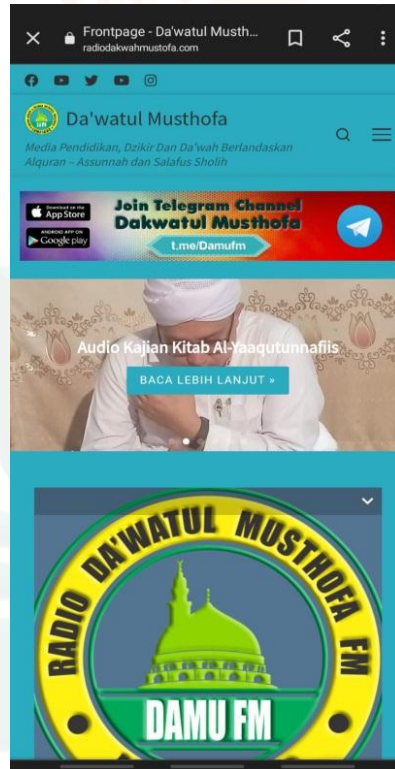 Frontpage - Da'watul Musth...
radiodakwahmustofa.com
Da'watul Musthofa
Media Pendidikan, Dzikir Dan Da'wah Berlandaskan
Alquran – Assunnah dan Salafus Sholih
Download on the
App Store
ANDROID APP ON
Google play
Join Telegram Channel
Dakwatul Musthofa
t.me/Damufm
Audio Kajian Kitab Al-Yaaqutunnafiis
BACA LEBIH LANJUT »
RADIO DA'WATUL MUSTHOFA FM
DAMU FM